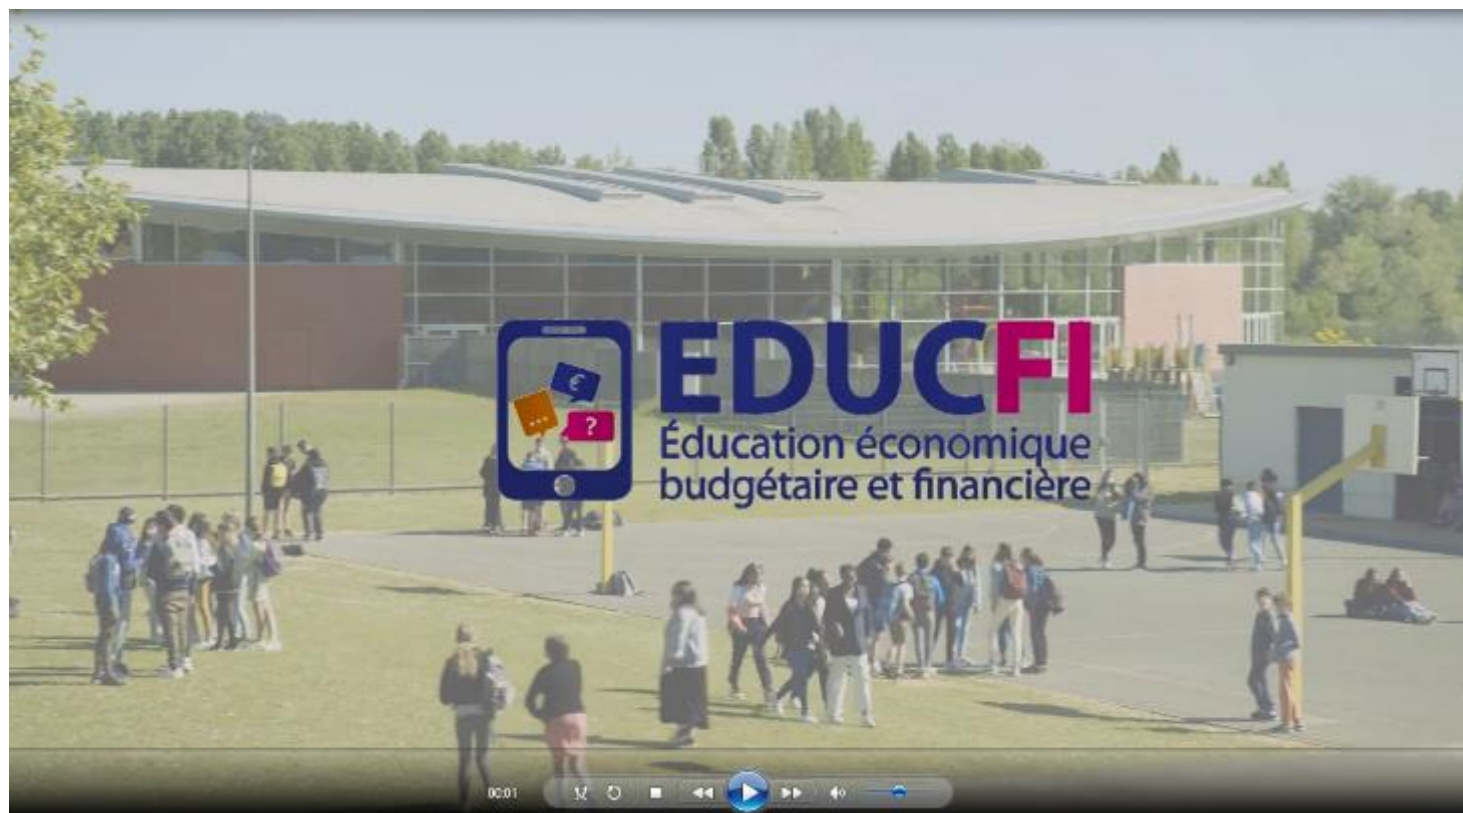 €
...
?
EDUCFI
Éducation économique
budgétaire et financière
00:01